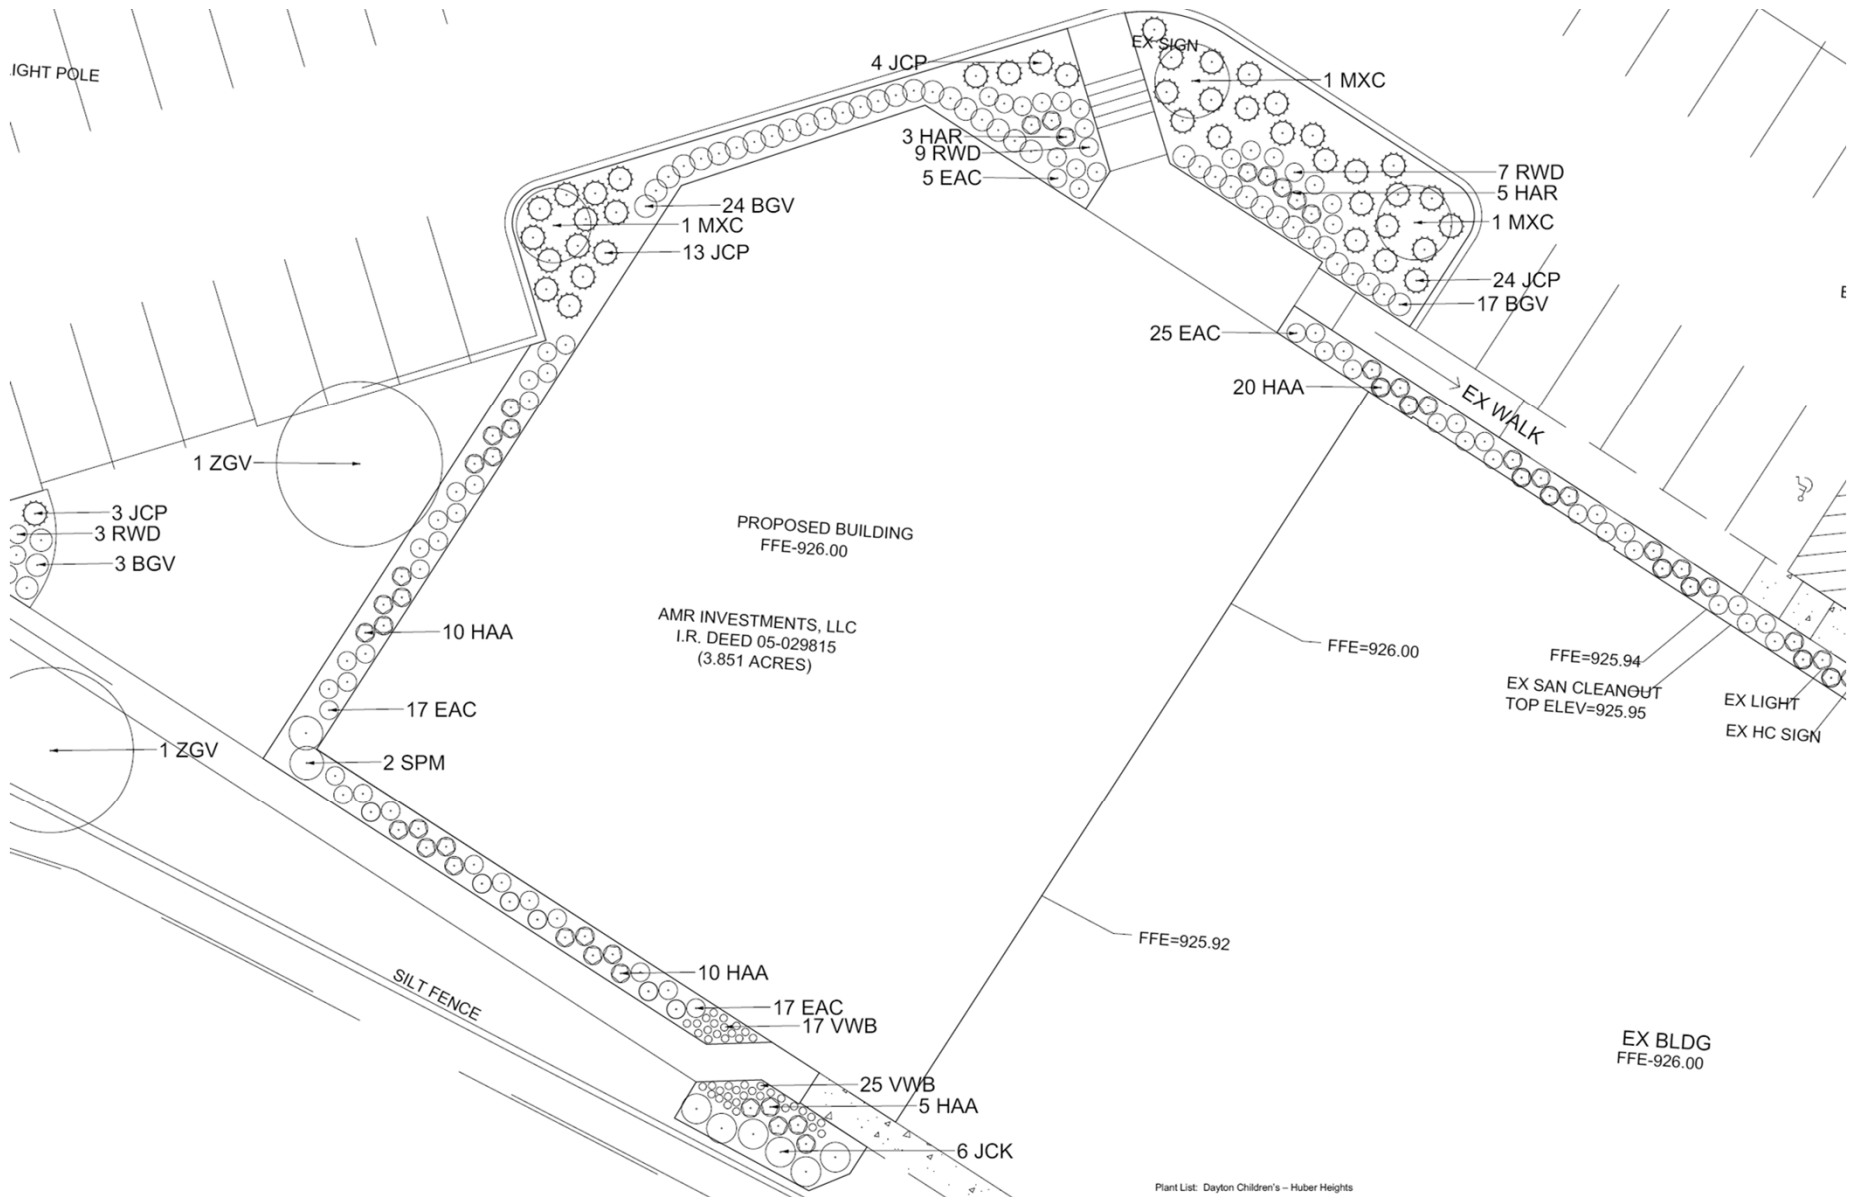 .IGHT POLE
4 JCP
EX SIGN
1 MXC
3 HAR
9 RWD
5 EAC
7 RWD
5 HAR
1 MXC
24 BGV
1 MXC
13 JCP
24 JCP
17 BGV
25 EAC
20 HAA
EX WALK
1 ZGV
3 JCP
3 RWD
3 BGV
PROPOSED BUILDING
FFE-926.00
AMR INVESTMENTS, LLC
I.R. DEED 05-029815
(3.851 ACRES)
10 HAA
FFE=926.00
FFE=925.94
EX SAN CLEANOUT
TOP ELEV=925.95
EX LIGHT
EX HC SIGN
17 EAC
1 ZGV
2 SPM
FFE=925.92
10 HAA
SILT FENCE
17 EAC
17 VWB
EX BLDG
FFE-926.00
25 VWB
5 HAA
6 JCK
Plant List: Dayton Children's – Huber Heights